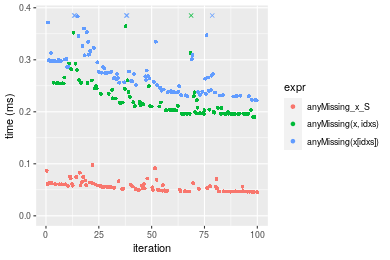 0.4
0.3
0.2
0.1
0.0
time (ms)
0
25
50
75
100
iteration
expr
anyMissing_x_S
anyMissing(x, idxs)
anyMissing(x[idxs])